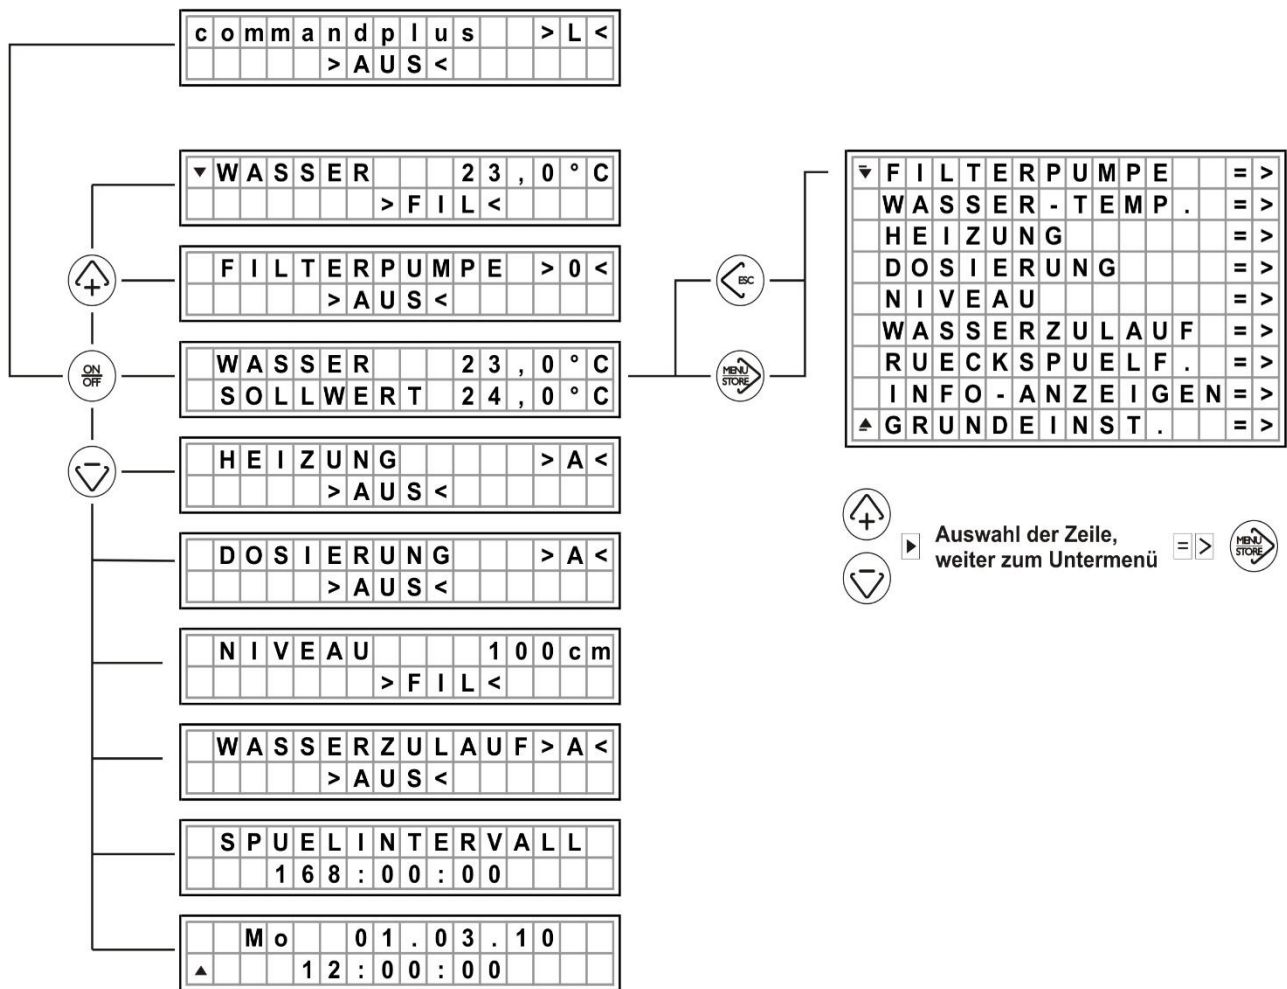 commandplus >L<
>AUS<
▼WASSER 23,0°C
>FIL<
FILTERPUMPE >0<
>AUS<
ON
OFF
WASSER 23,0°C
SOLLWERT 24,0°C
HEIZUNG >A<
>AUS<
DOSIERUNG >A<
>AUS<
NIVEAU 100cm
>FIL<
WASSERZULAUF>A<
>AUS<
SPUELINTERVALL
168:00:00
Mo 01.03.10
▲ 12:00:00
ESC
MENU
STORE
FILTERPUMPE =>
WASSER-TEMP. =>
HEIZUNG =>
DOSIERUNG =>
NIVEAU =>
WASSERZULAUF =>
RUECKSPUELF. =>
INFO-ANZEIGEN=>
GRUNDEINST. =>
Auswahl der Zeile,
weiter zum Untermenü => 
MENU
STORE